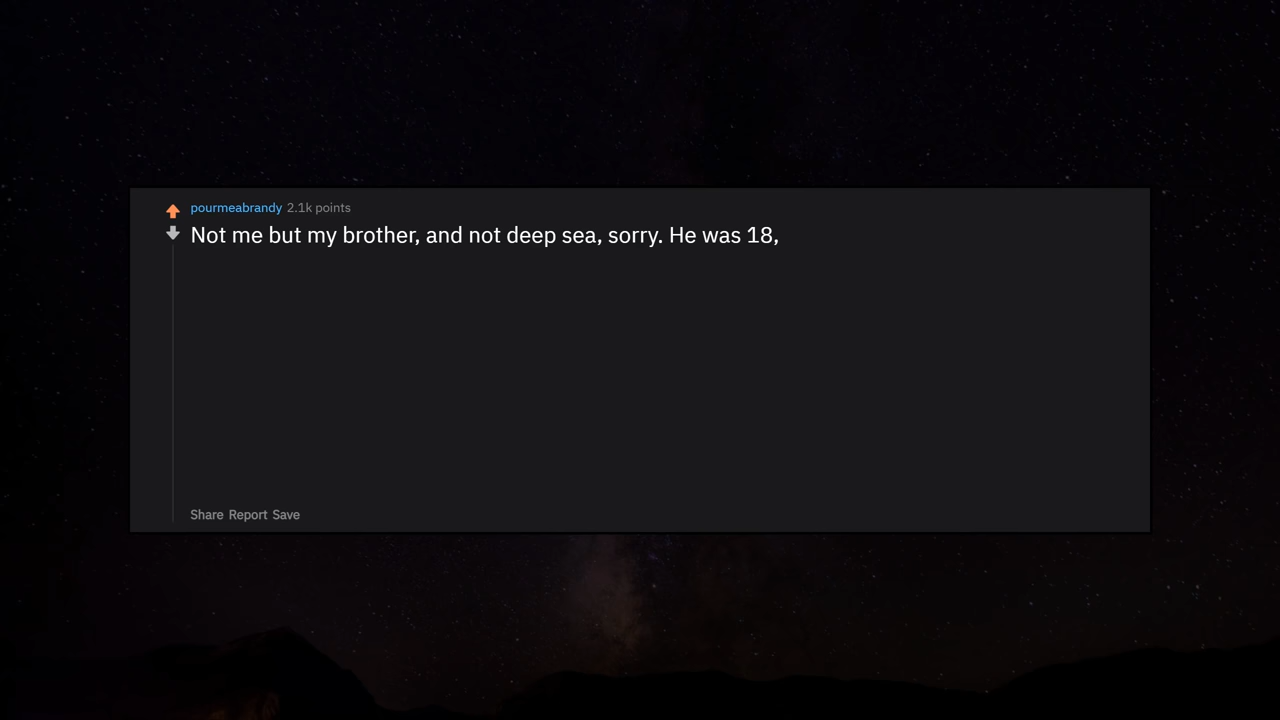 pourmeabrandy 2.1k points
Not me but my brother, and not deep sea, sorry. He was 18,
Share Report Save